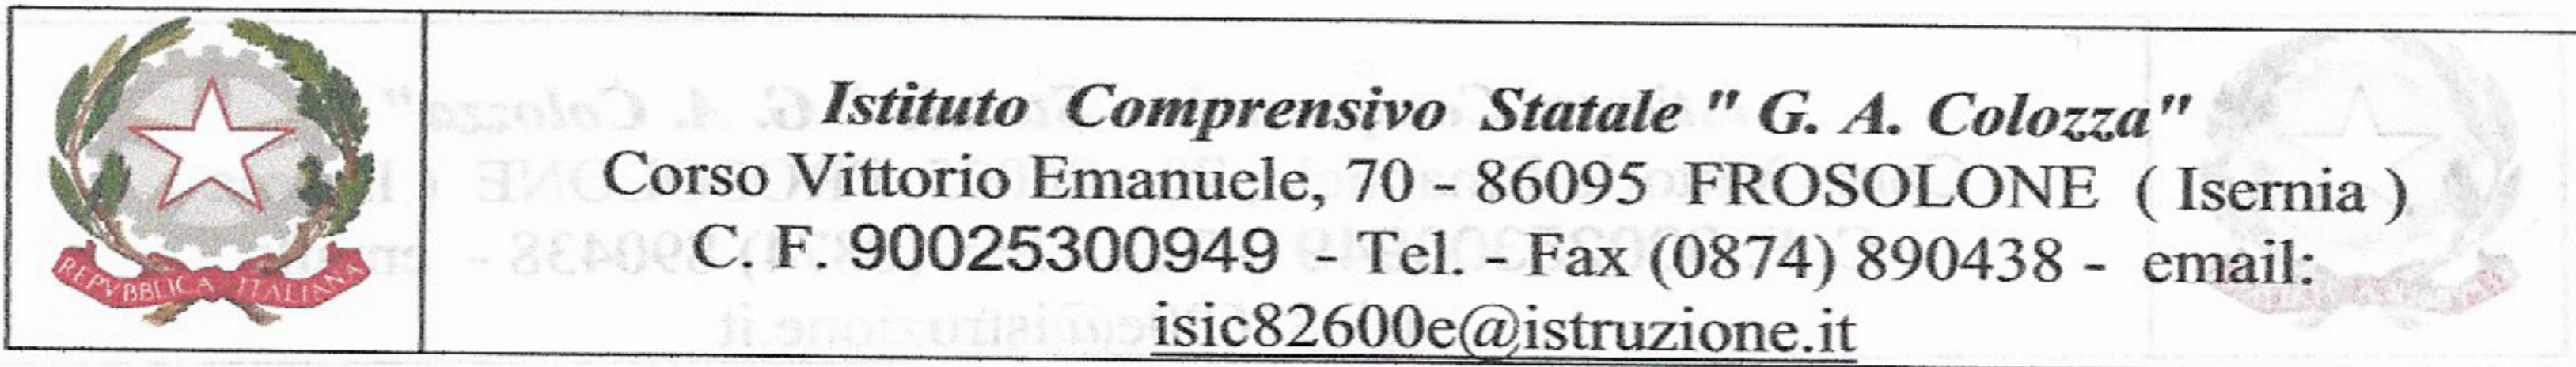 REPVBBLICA ITALIANA
Istituto Comprensivo Statale " G. A. Colozza"
Corso Vittorio Emanuele, 70 - 86095 FROSOLONE ( Isernia )
C. F. 90025300949 - Tel. - Fax (0874) 890438 - email:
isic82600e@istruzione.it